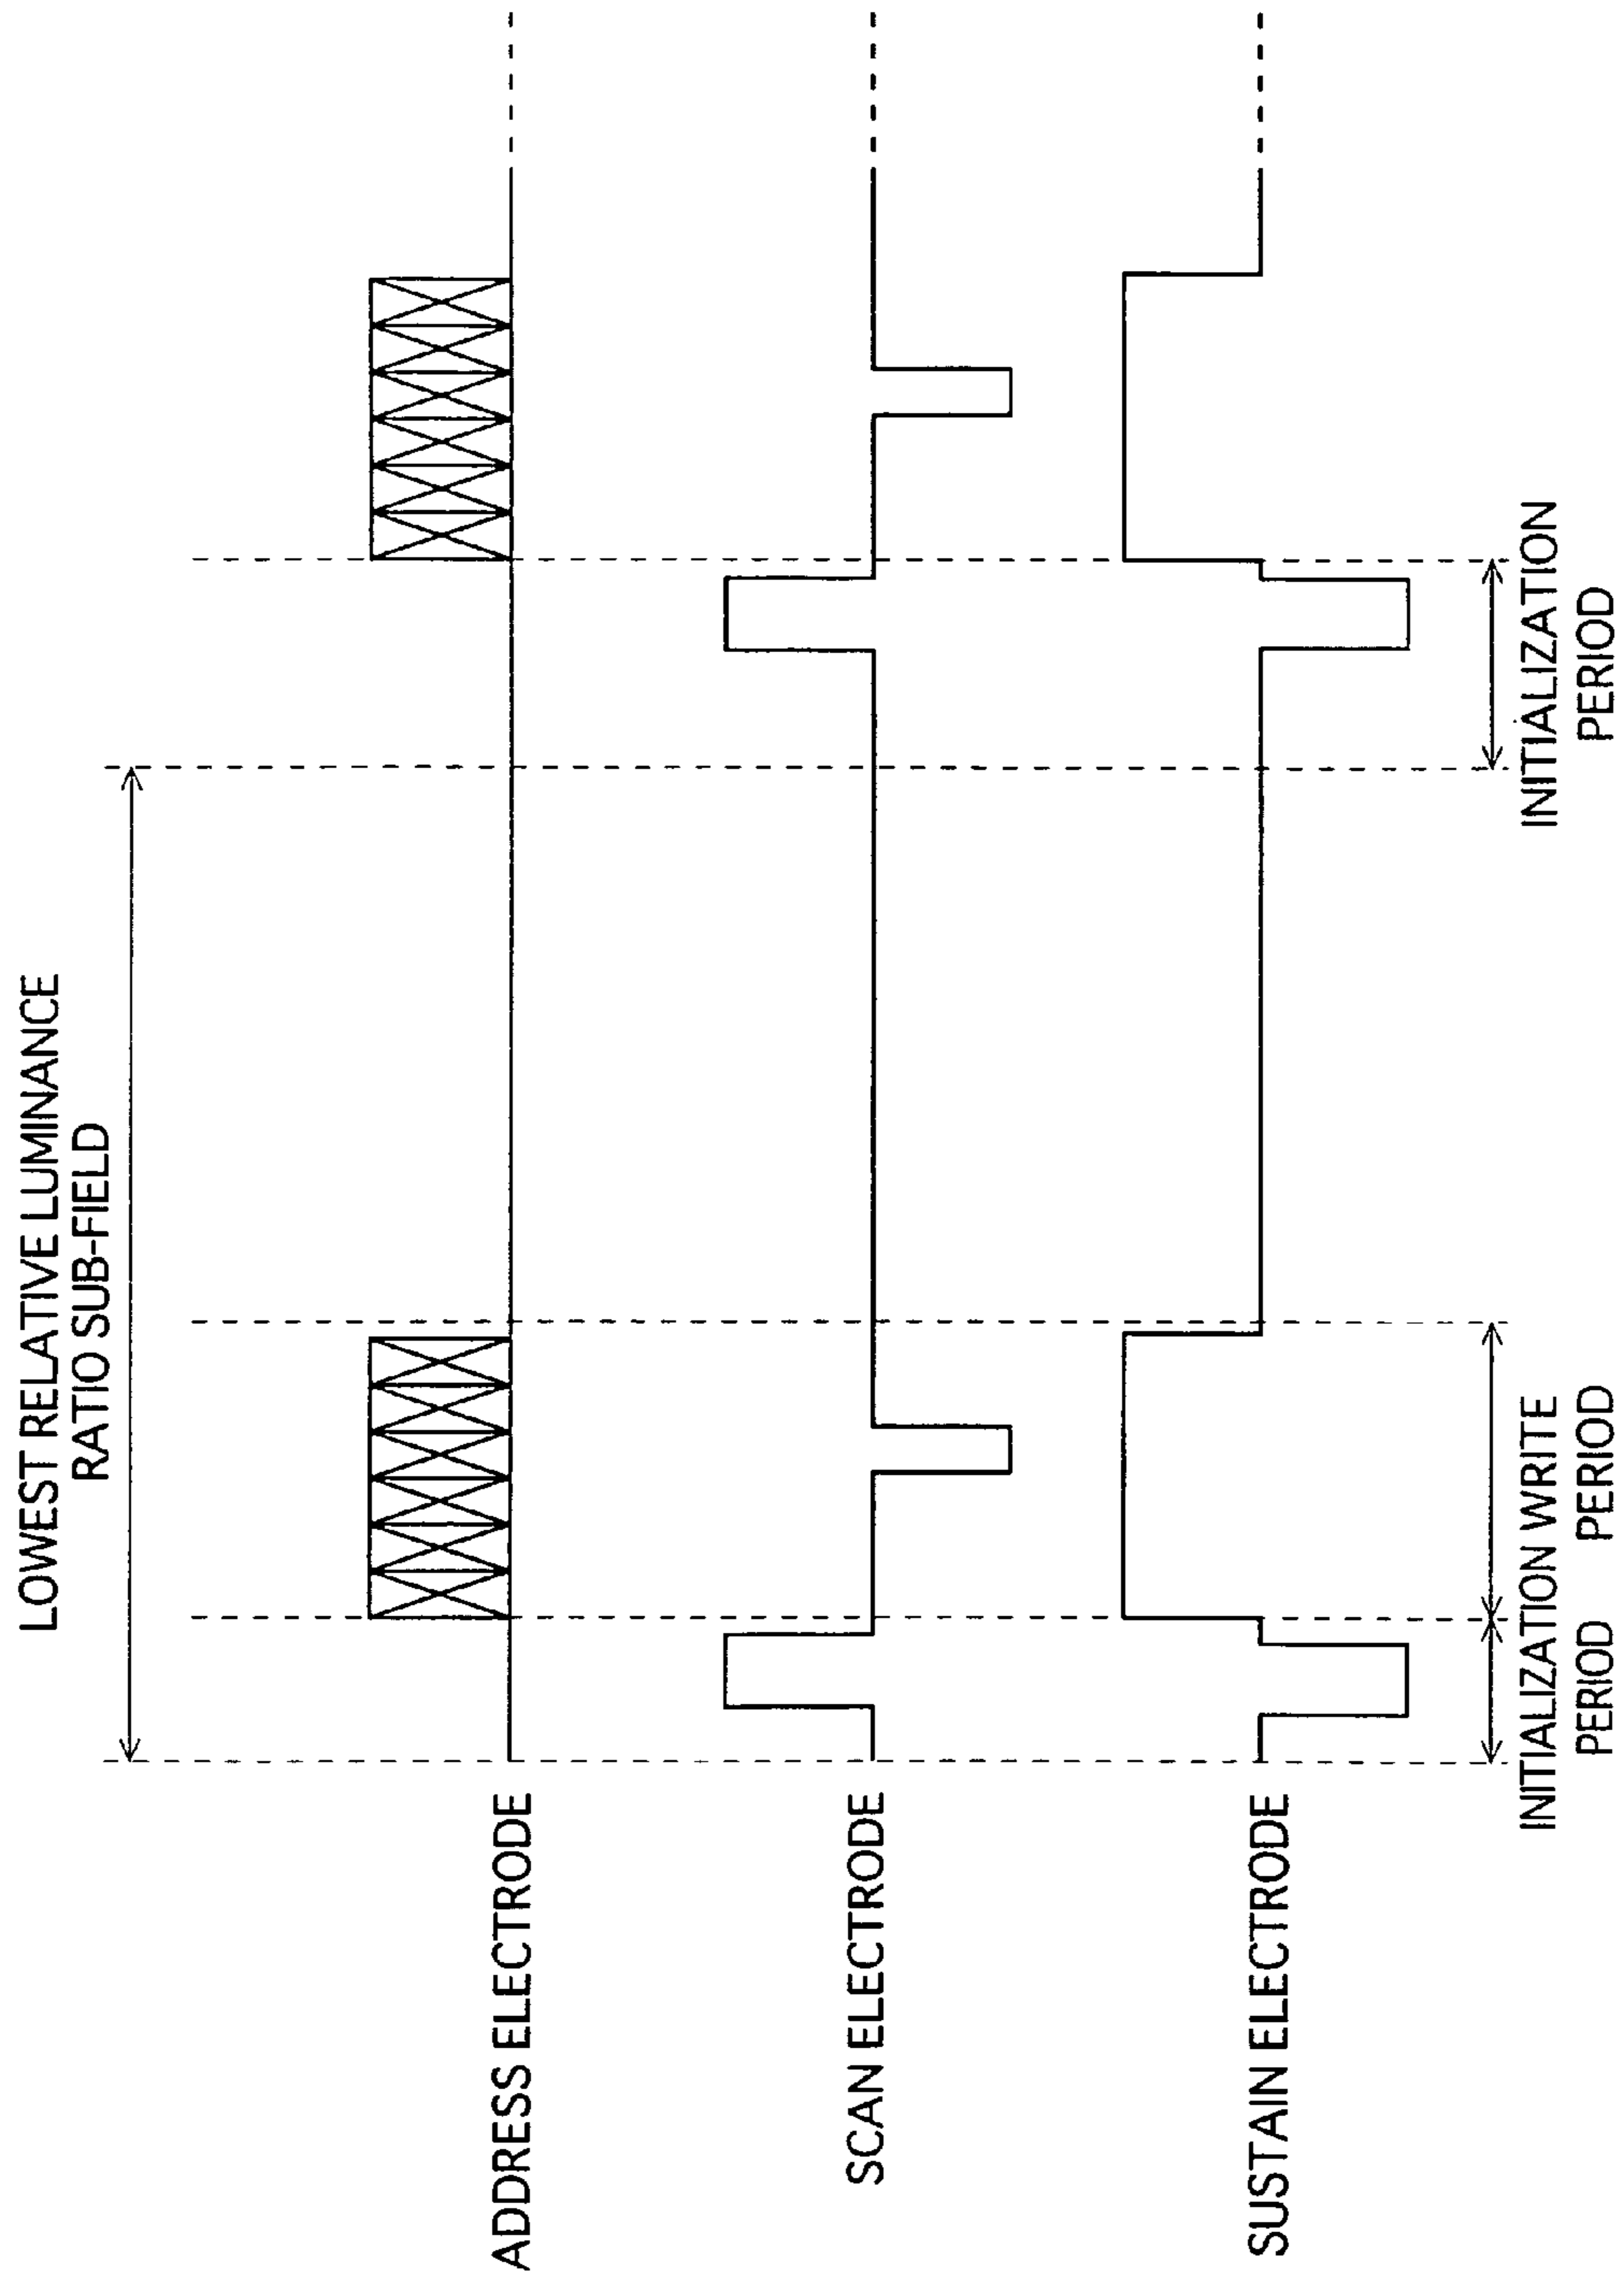 LOWEST RELATIVE LUMINANCE
RATIO SUB-FIELD
ADDRESS ELECTRODE
SCAN ELECTRODE
SUSTAIN ELECTRODE
INITIALIZATION WRITE
PERIOD PERIOD
INITIALIZATION
PERIOD